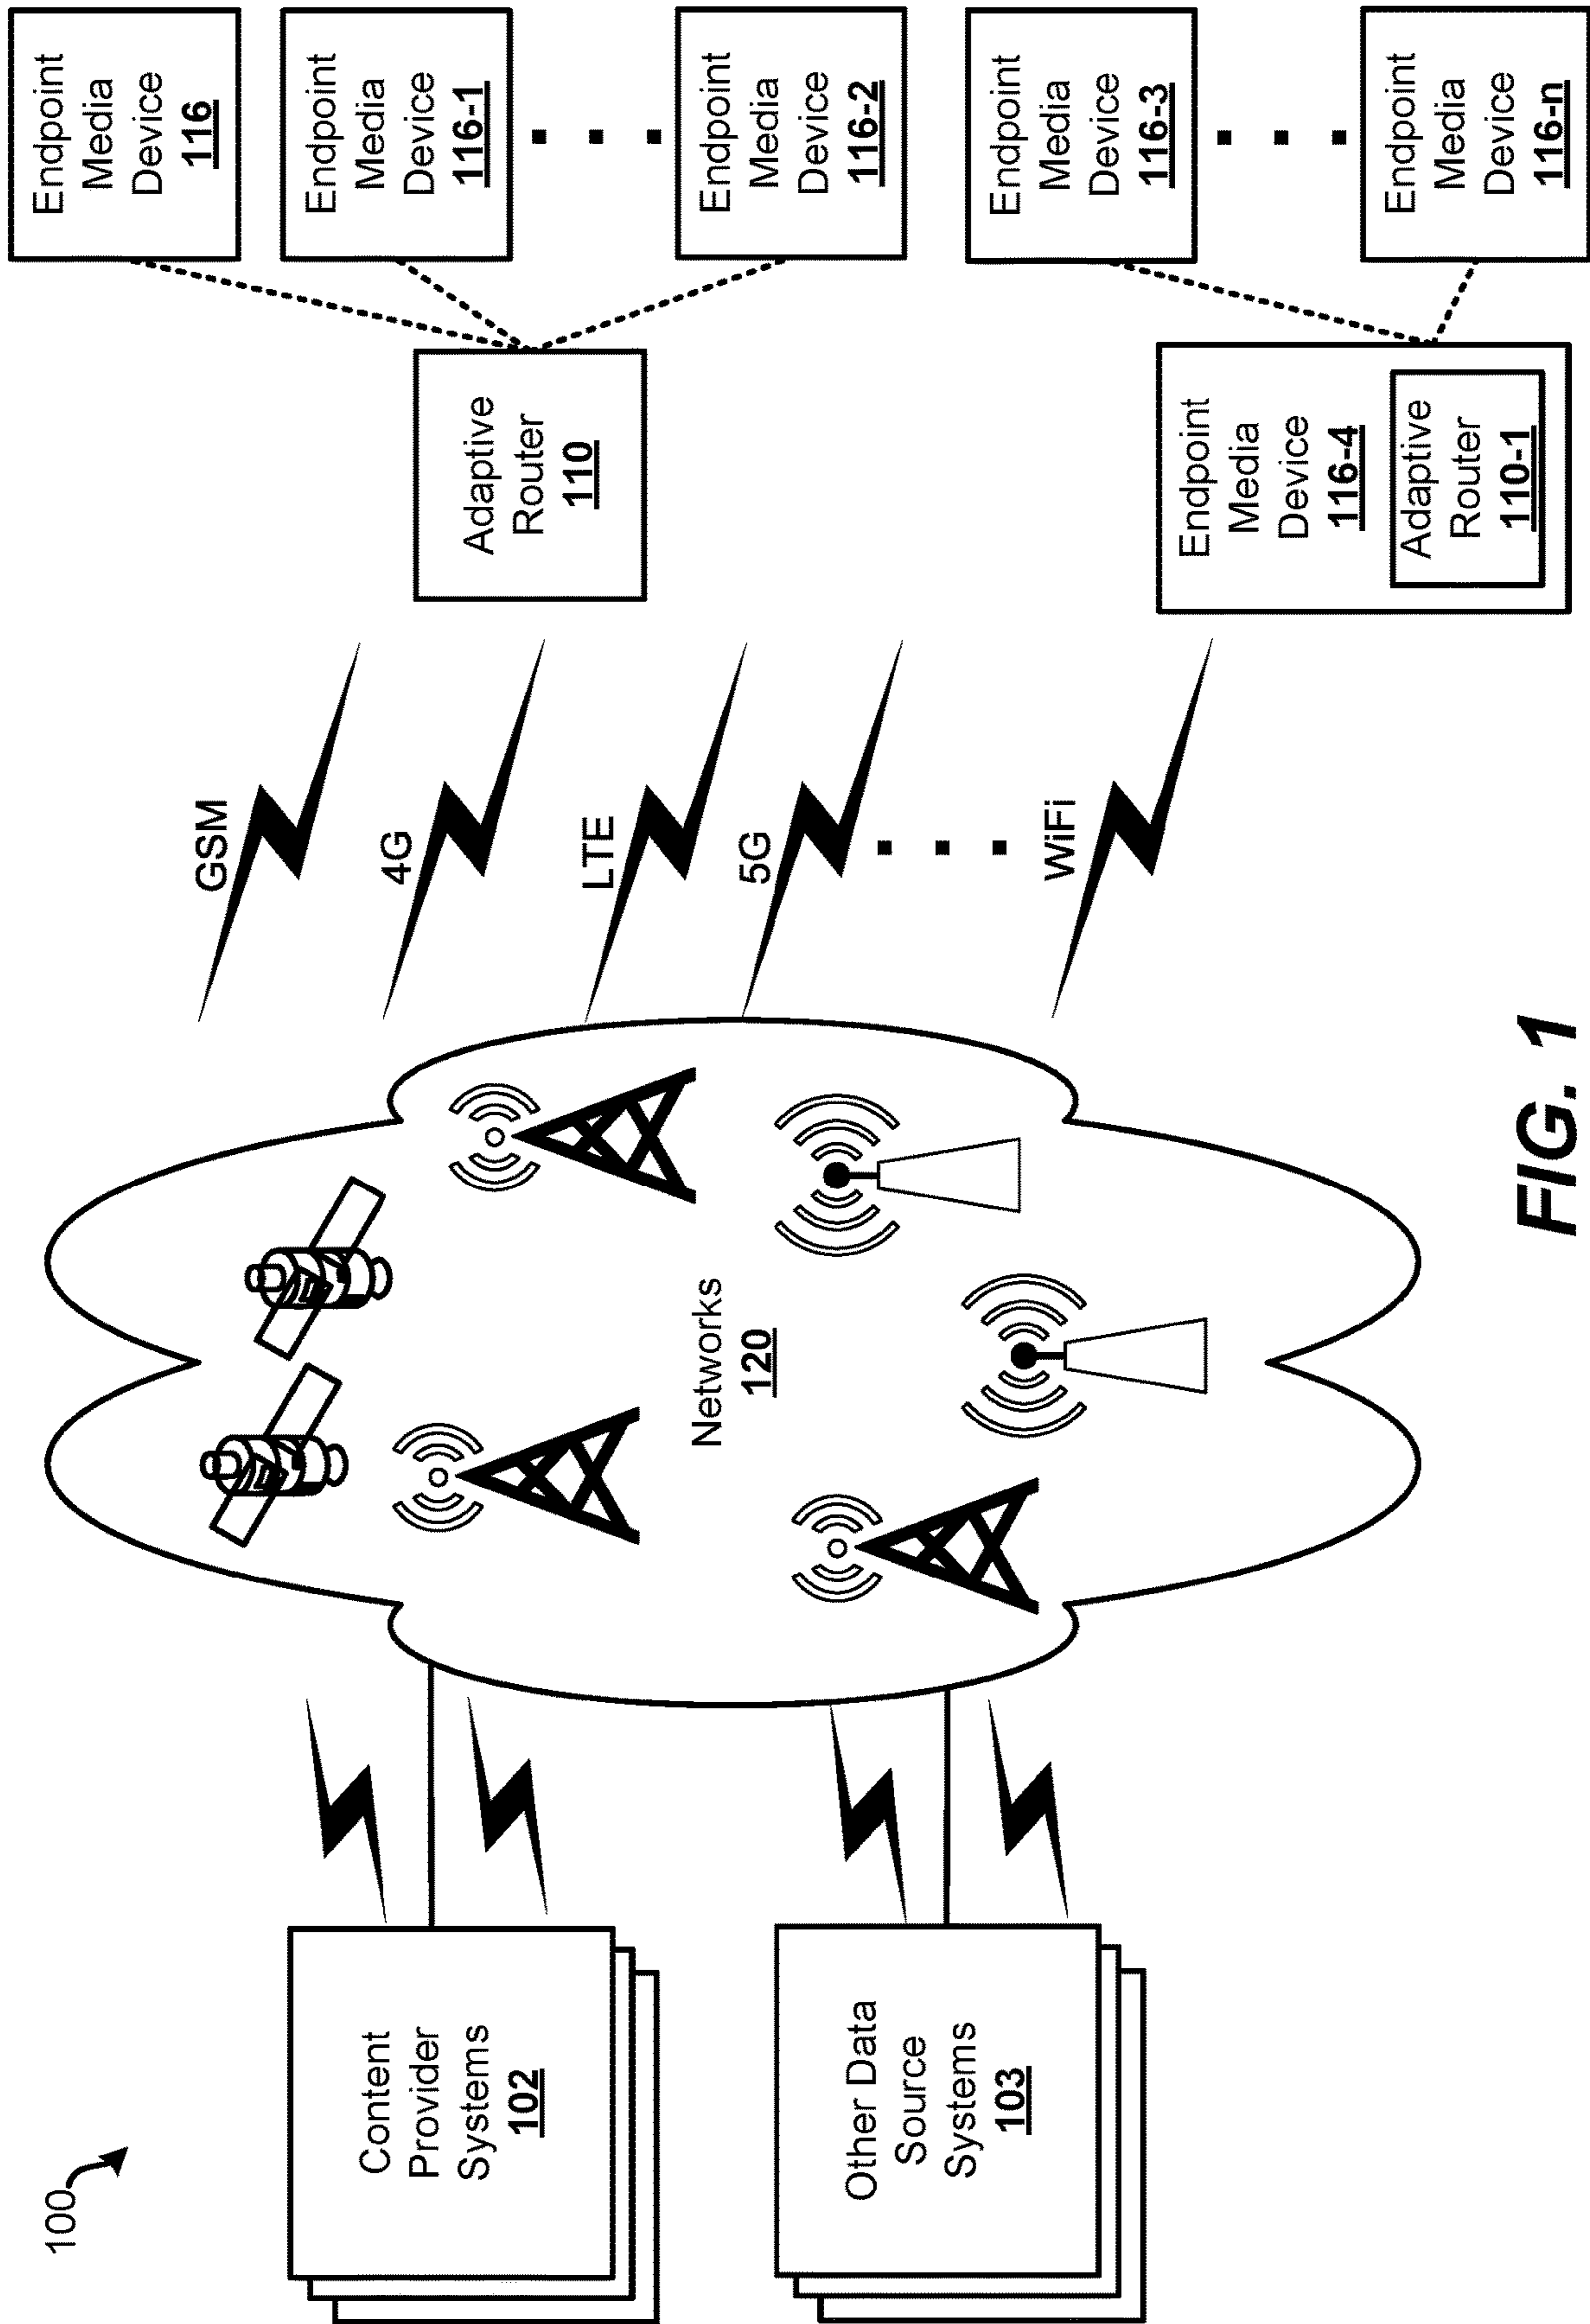 100
Content
Provider
Systems
102
Other Data
Source
Systems
103
Networks
120
GSM
4G
LTE
5G
WiFi
Adaptive
Router
110
Endpoint
Media
Device
116-4
Adaptive
Router
110-1
Endpoint
Media
Device
116
Endpoint
Media
Device
116-1
Endpoint
Media
Device
116-2
Endpoint
Media
Device
116-3
Endpoint
Media
Device
116-n
FIG. 1